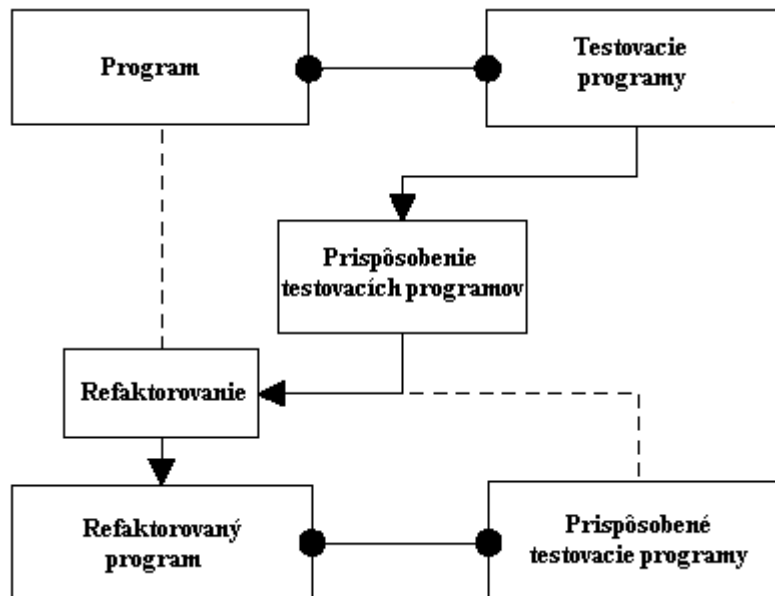 Program
Testovacie
programy
Prispôsobenie
testovacích programov
Refaktorovanie
Refaktorovaný
program
Prispôsobené
testovacie programy